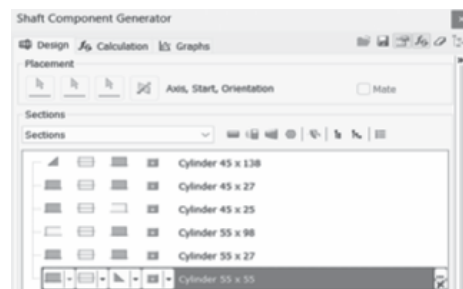 Shaft Component Generator
Design Calculation Graphs
Placement
Axis, Start, Orientation Mate
Sections
Sections
Cylinder 45 x 138
Cylinder 45 x 27
Cylinder 45 x 25
Cylinder 55 x 98
Cylinder 55 x 27
Cylinder 55 x 55